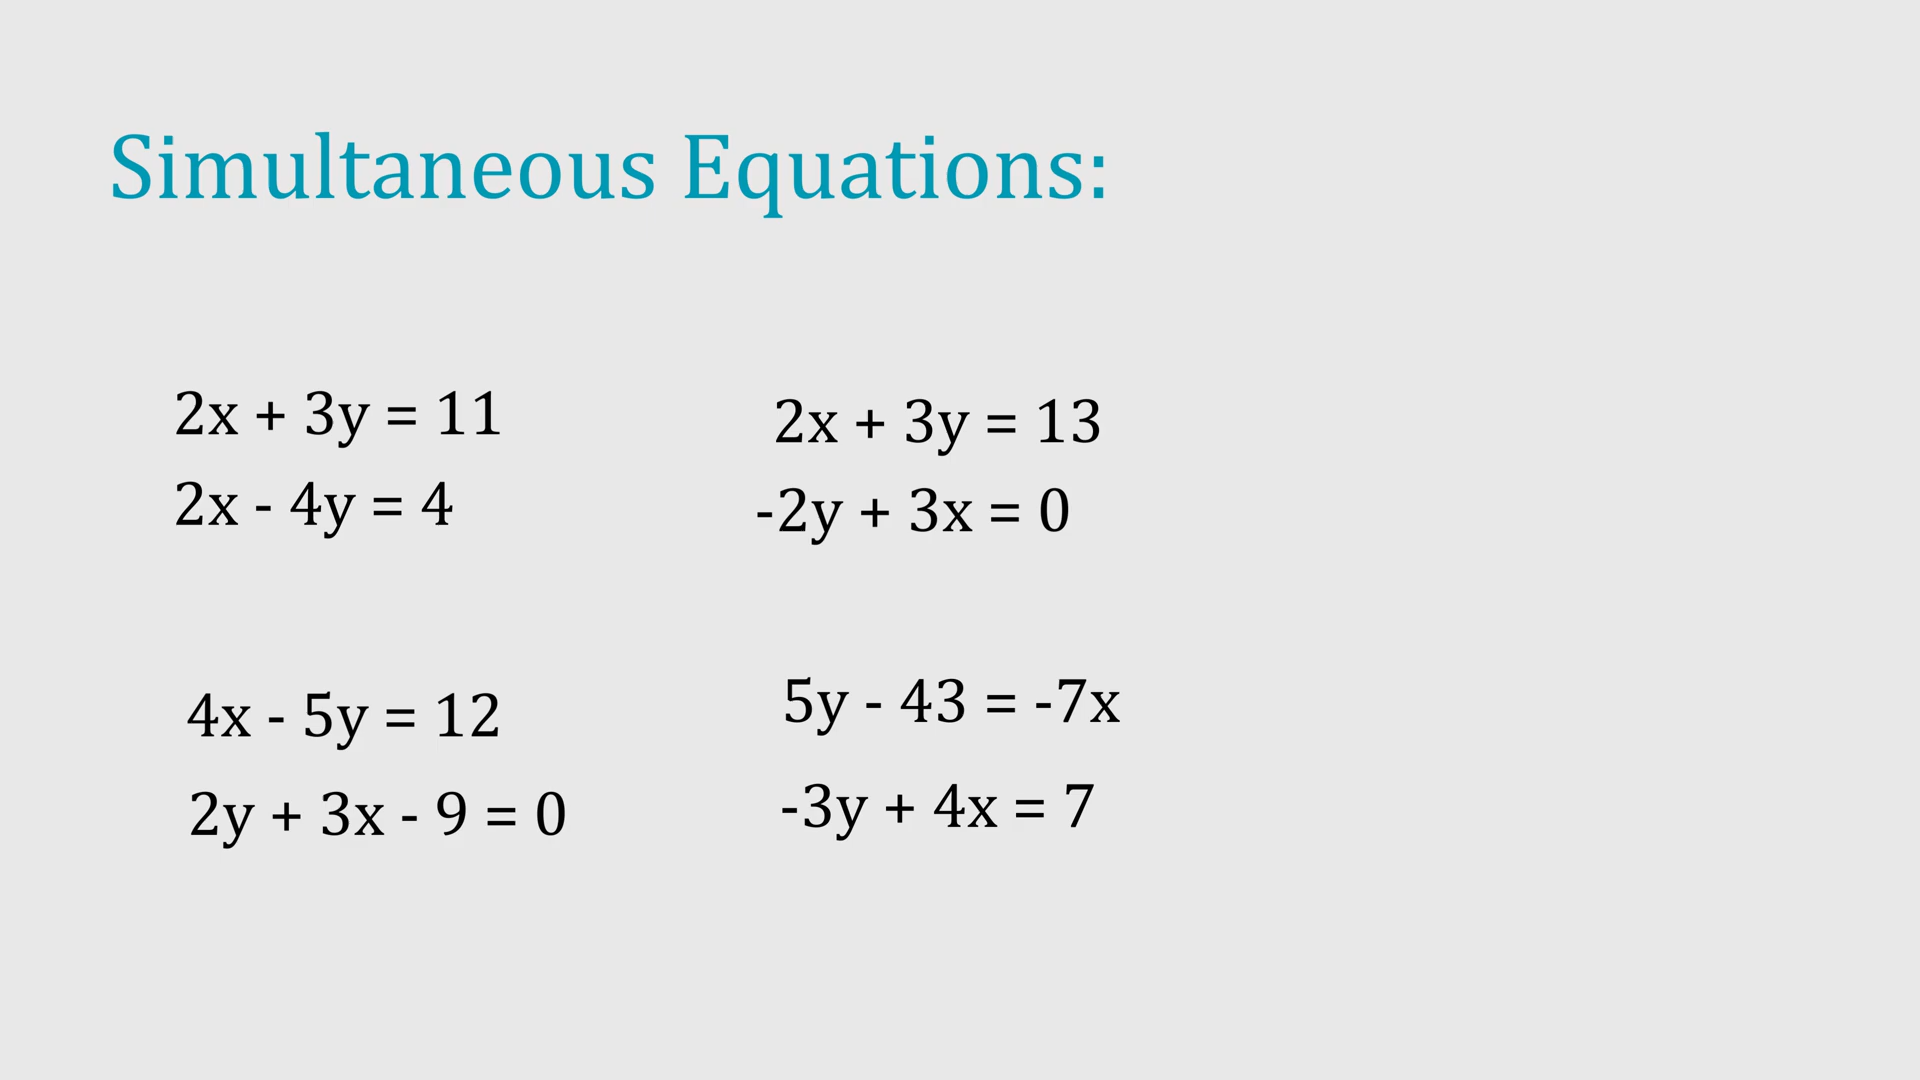 Simultaneous Equations:
2x + 3y = 11
2x - 4y = 4
2x + 3y = 13
-2y + 3x = 0
4x - 5y = 12
2y + 3x - 9 = 0
5y - 43 = -7x
-3y + 4x = 7